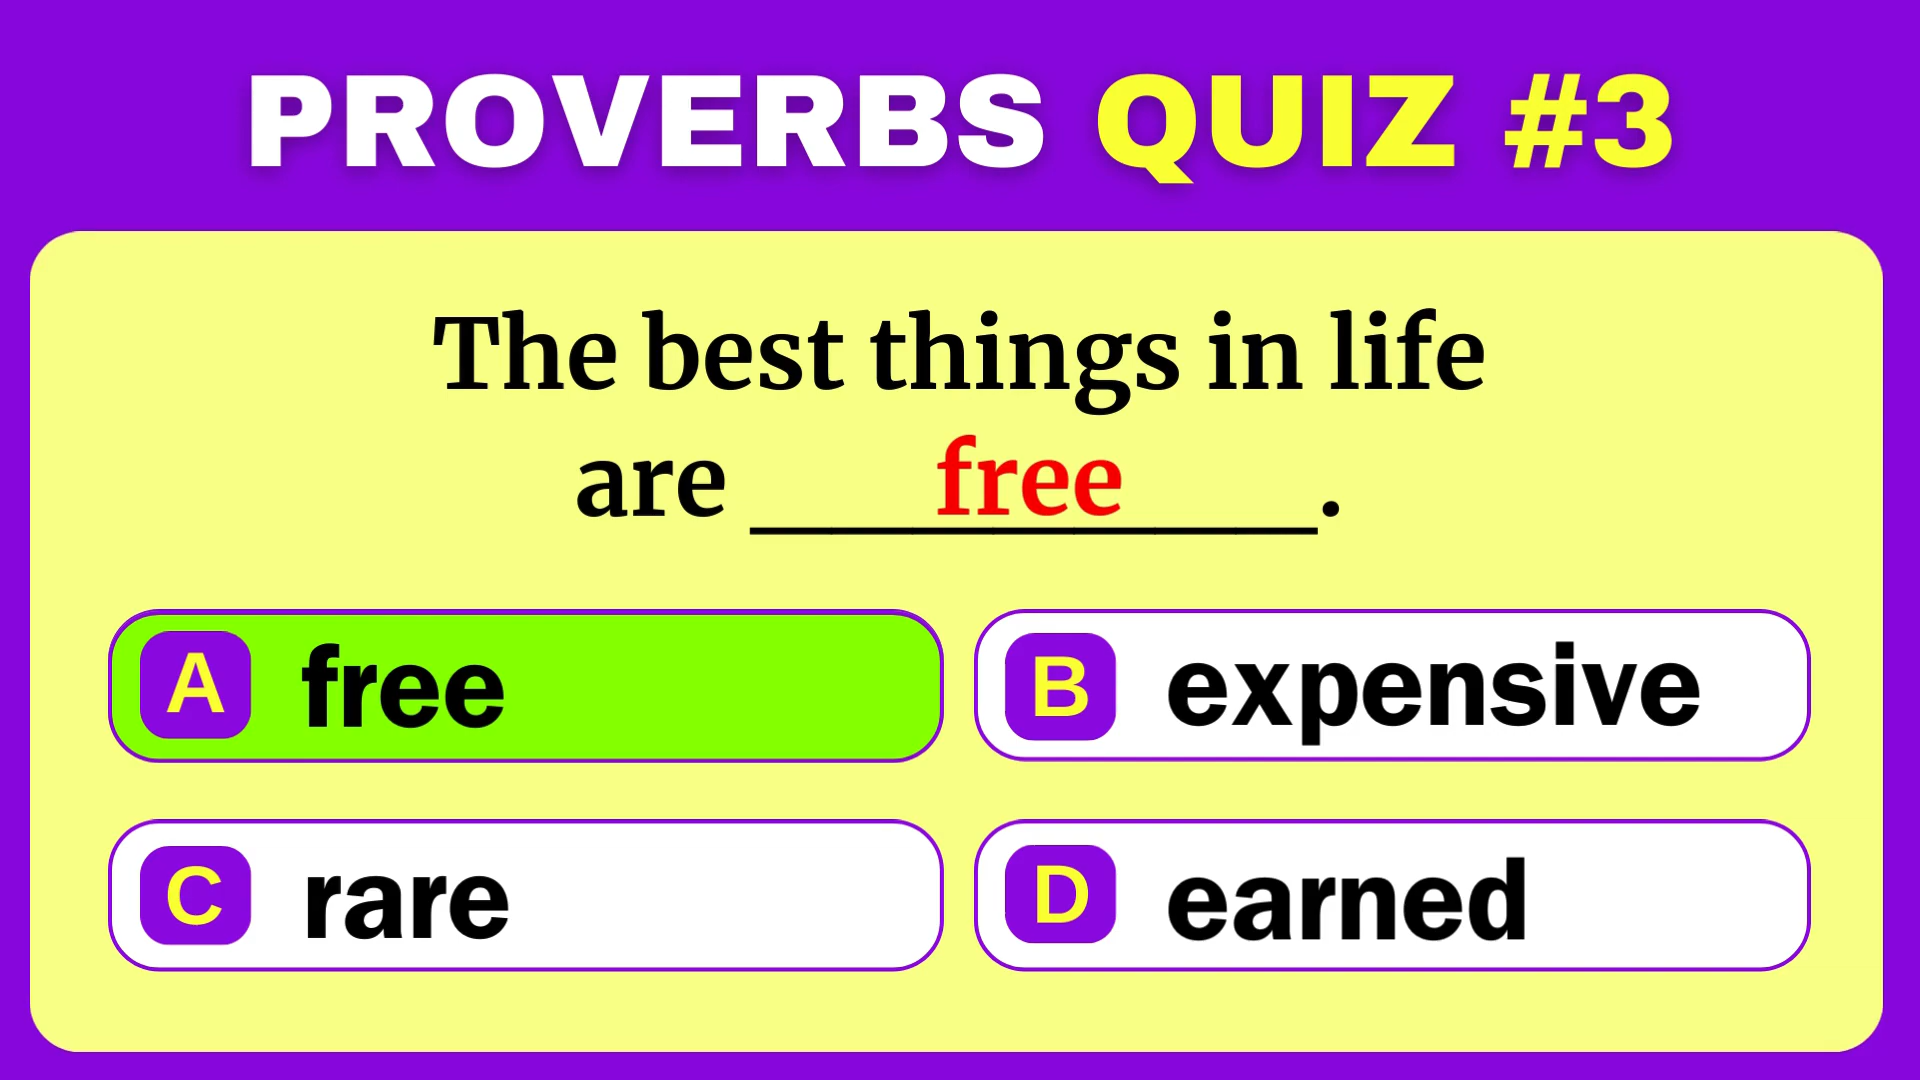 PROVERBS QUIZ #3
The best things in life
are free.
A free
B expensive
C rare
D earned